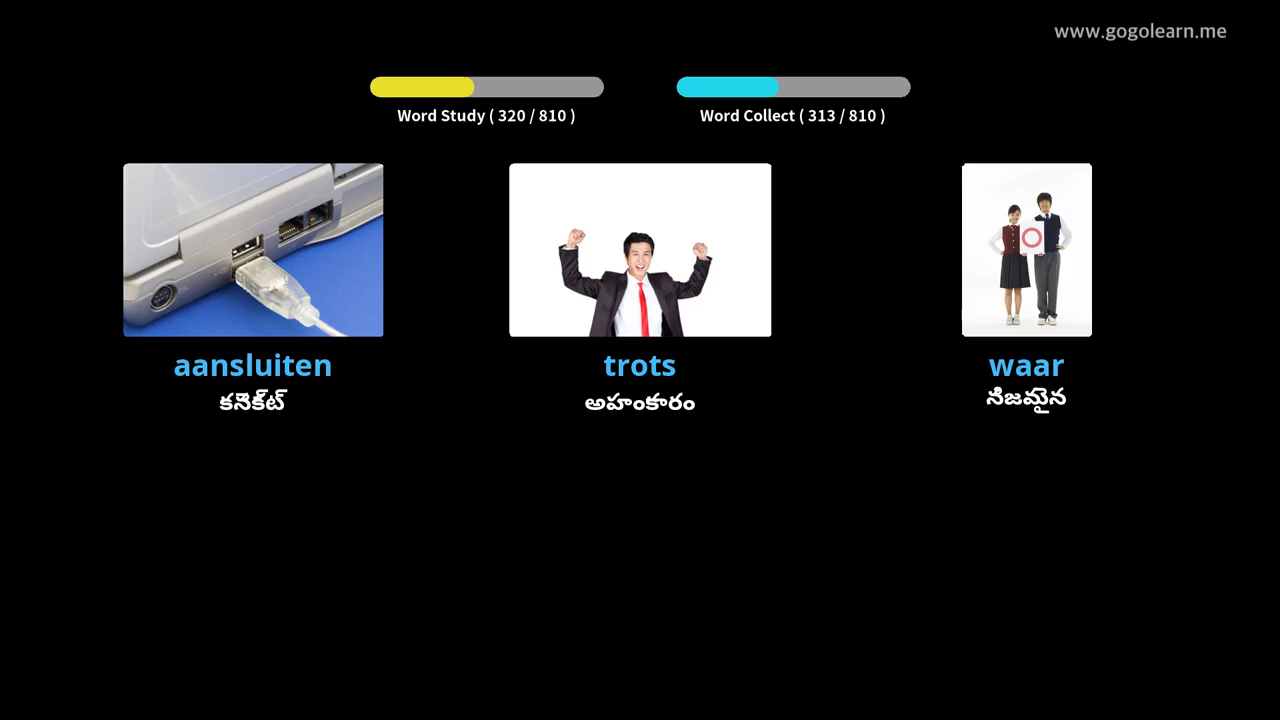 www.gogolearn.me
Word Study ( 320 / 810 )
Word Collect ( 313 / 810 )
aansluiten
trots
waar
కనెక్ట్
అహంకారం
నిజమైన